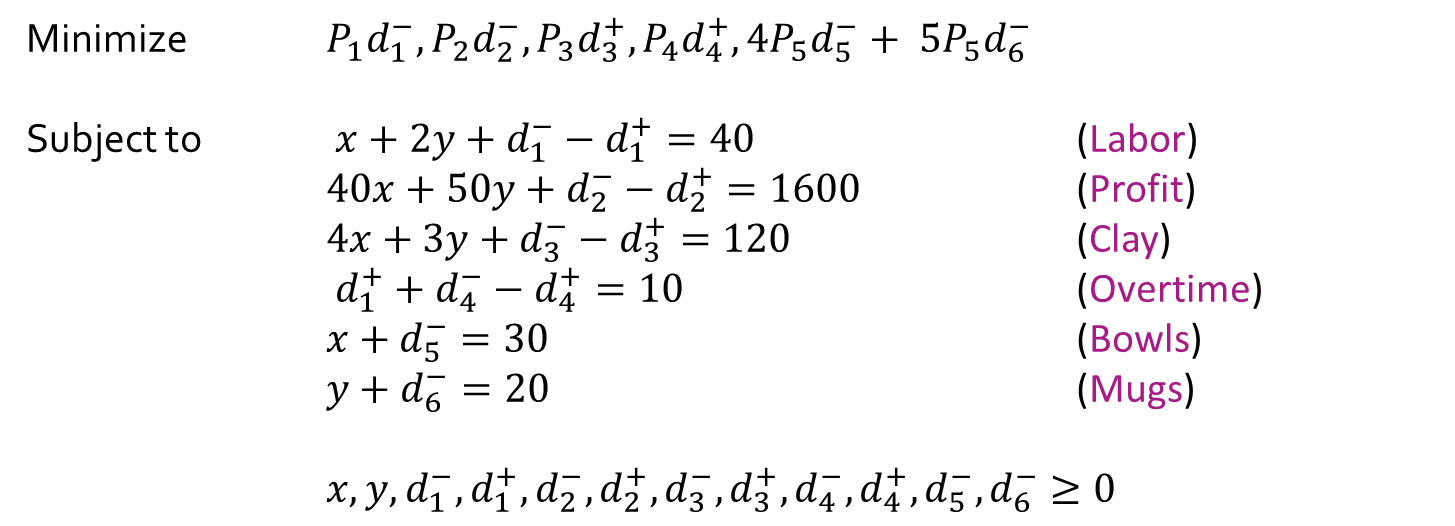 Minimize P₁d₁⁻, P₂d₂⁻, P₃d₃⁺, P₄d₄⁺, 4P₅d₅⁻ + 5P₅d₆⁻
Subject to x + 2y + d₁⁻ − d₁⁺ = 40 (Labor)
40x + 50y + d₂⁻ − d₂⁺ = 1600 (Profit)
4x + 3y + d₃⁻ − d₃⁺ = 120 (Clay)
d₁⁺ + d₄⁻ − d₄⁺ = 10 (Overtime)
x + d₅⁻ = 30 (Bowls)
y + d₆⁻ = 20 (Mugs)
x, y, d₁⁻, d₁⁺, d₂⁻, d₂⁺, d₃⁻, d₃⁺, d₄⁻, d₄⁺, d₅⁻, d₆⁻ ≥ 0